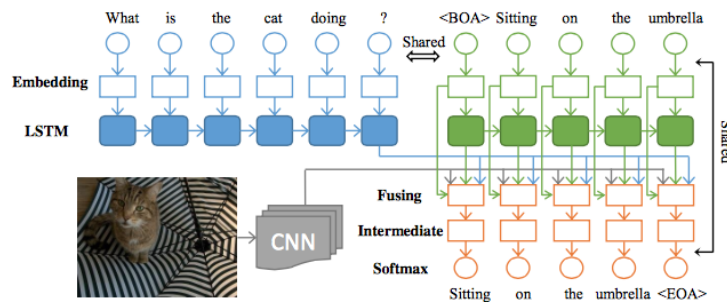 What is the cat doing ? <BOA> Sitting on the umbrella
Shared
Embedding
LSTM
Shared
Fusing
CNN
Intermediate
Softmax
Sitting on the umbrella <EOA>